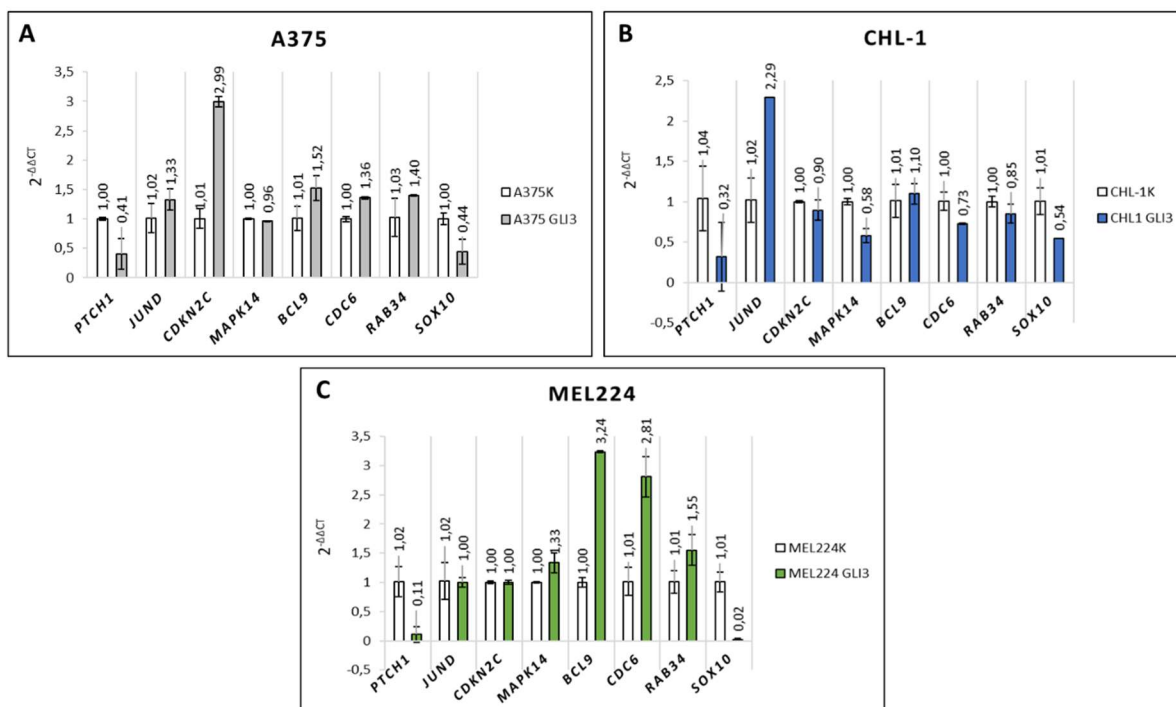 A
A375
2^-ΔΔCT
3,5
3
2,5
2
1,5
1
0,5
0
1,00
0,41
1,02
1,33
1,01
2,99
1,00
0,96
1,01
1,52
1,00
1,36
1,03
1,40
1,00
0,44
PTCH1
JUND
CDKN2C
MAPK14
BCL9
CDC6
RAB34
SOX10
A375K
A375 GLI3
B
CHL-1
2^-ΔΔCT
2,5
2
1,5
1
0,5
0
-0,5
1,04
0,32
1,02
2,29
1,00
0,90
1,00
0,58
1,01
1,10
1,00
0,73
1,00
0,85
1,01
0,54
PTCH1
JUND
CDKN2C
MAPK14
BCL9
CDC6
RAB34
SOX10
CHL-1K
CHL1 GLI3
C
MEL224
2^-ΔΔCT
3,5
3
2,5
2
1,5
1
0,5
0
-0,5
1,02
0,11
1,02
1,00
1,00
1,00
1,00
1,33
1,00
3,24
1,01
2,81
1,01
1,55
1,01
0,02
PTCH1
JUND
CDKN2C
MAPK14
BCL9
CDC6
RAB34
SOX10
MEL224K
MEL224 GLI3